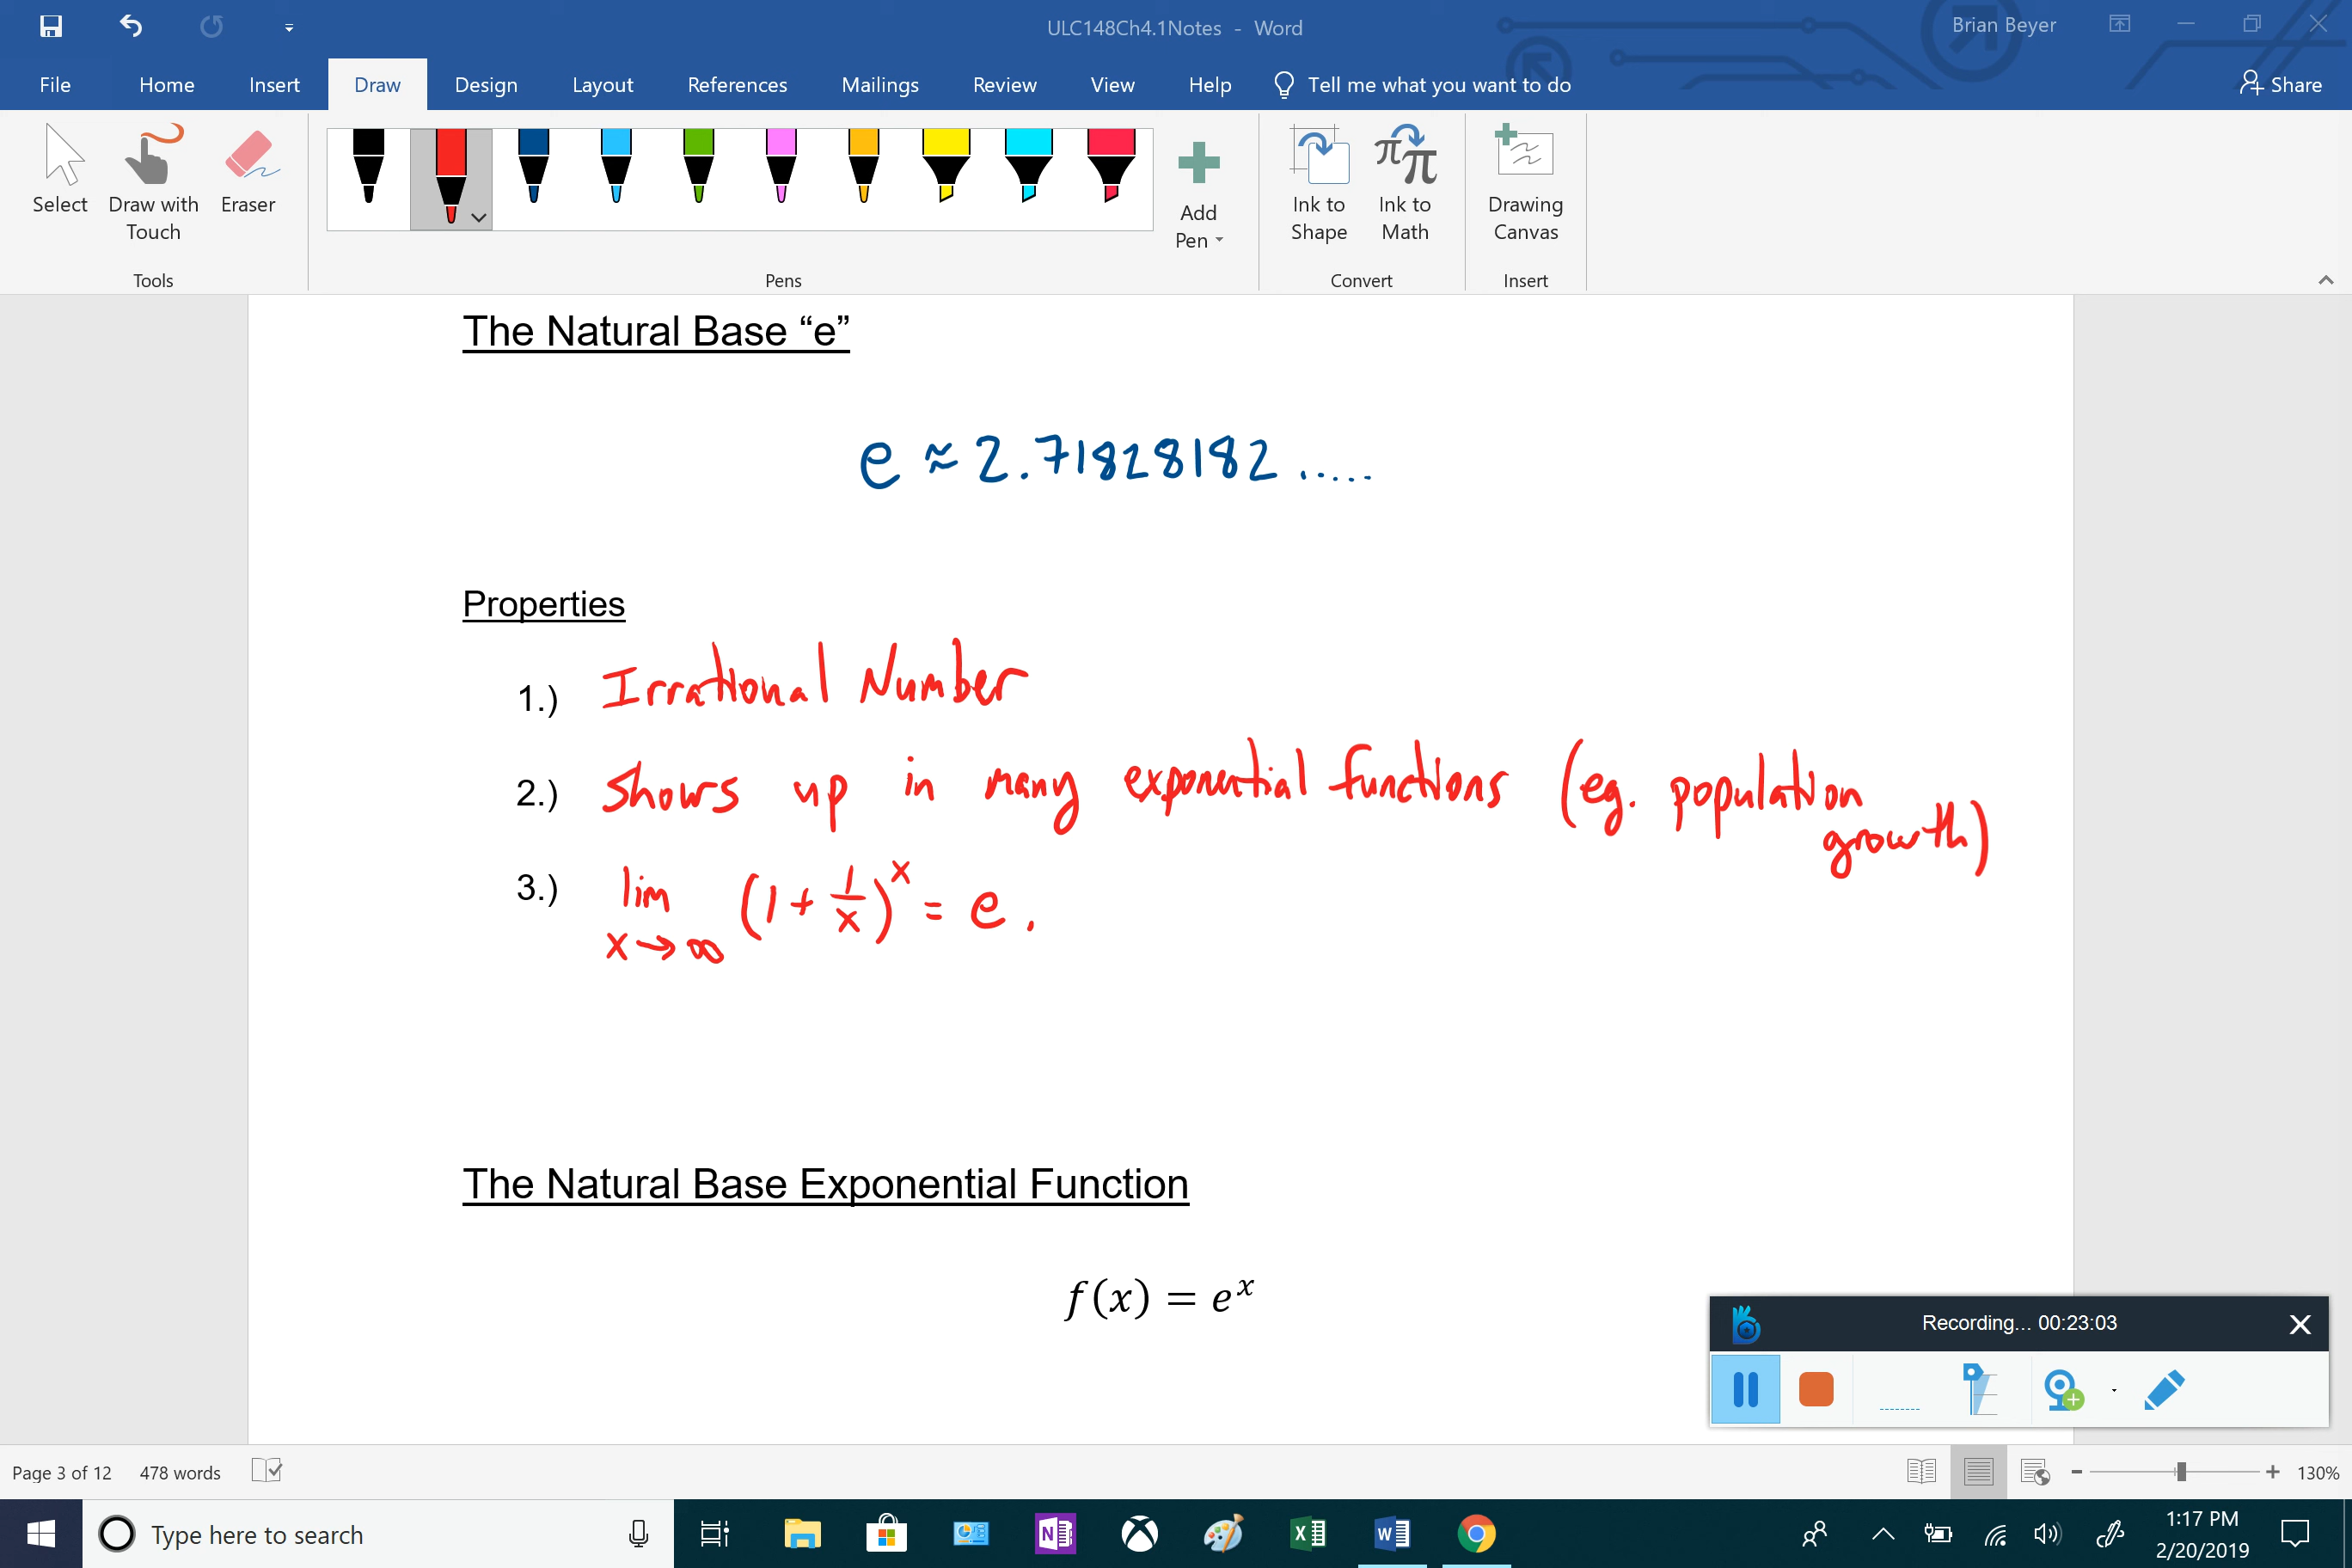 ULC148Ch4.1Notes - Word
Brian Beyer
File Home Insert Draw Design Layout References Mailings Review View Help Tell me what you want to do Share
Select Draw with Touch Eraser
Add Pen
Ink to Shape Ink to Math
Drawing Canvas
Tools Pens Convert Insert
The Natural Base “e”
e ≈ 2.71828182 .....
Properties
1.) Irrational Number
2.) Shows up in many exponential functions (eg. population growth)
3.) lim x→∞ (1 + 1/x)^x = e.
The Natural Base Exponential Function
f(x) = e^x
Recording... 00:23:03
Page 3 of 12 478 words 130%
Type here to search
1:17 PM
2/20/2019